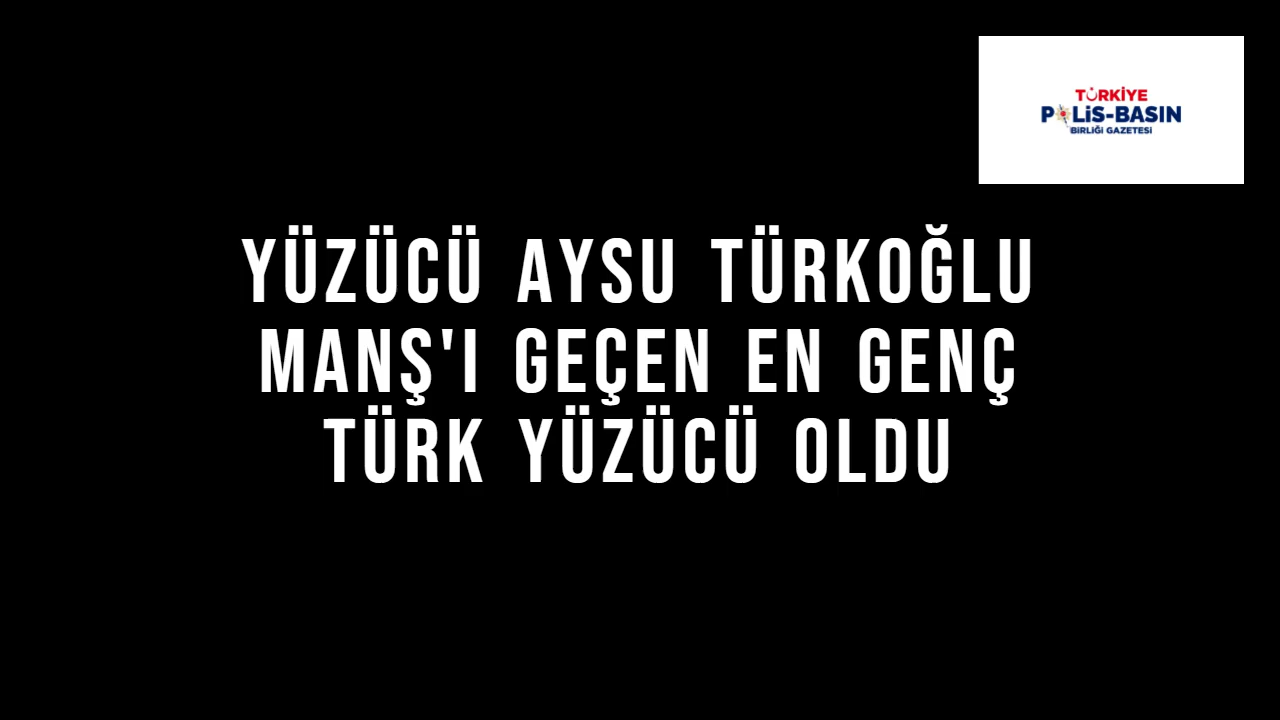 TÜRKİYE
POLİS-BASIN
BİRLİĞİ GAZETESİ
YÜZÜCÜ AYSU TÜRKOĞLU
MANŞ'I GEÇEN EN GENÇ
TÜRK YÜZÜCÜ OLDU